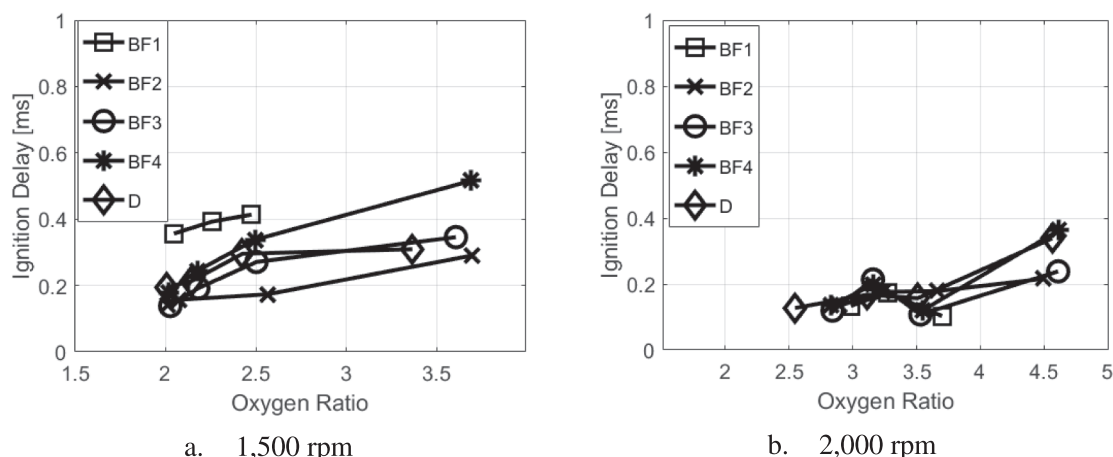 1
0.8
0.6
0.4
0.2
0
Ignition Delay [ms]
BF1
BF2
BF3
BF4
D
1.5 2 2.5 3 3.5
Oxygen Ratio
a. 1,500 rpm
1
0.8
0.6
0.4
0.2
0
Ignition Delay [ms]
BF1
BF2
BF3
BF4
D
2 2.5 3 3.5 4 4.5 5
Oxygen Ratio
b. 2,000 rpm